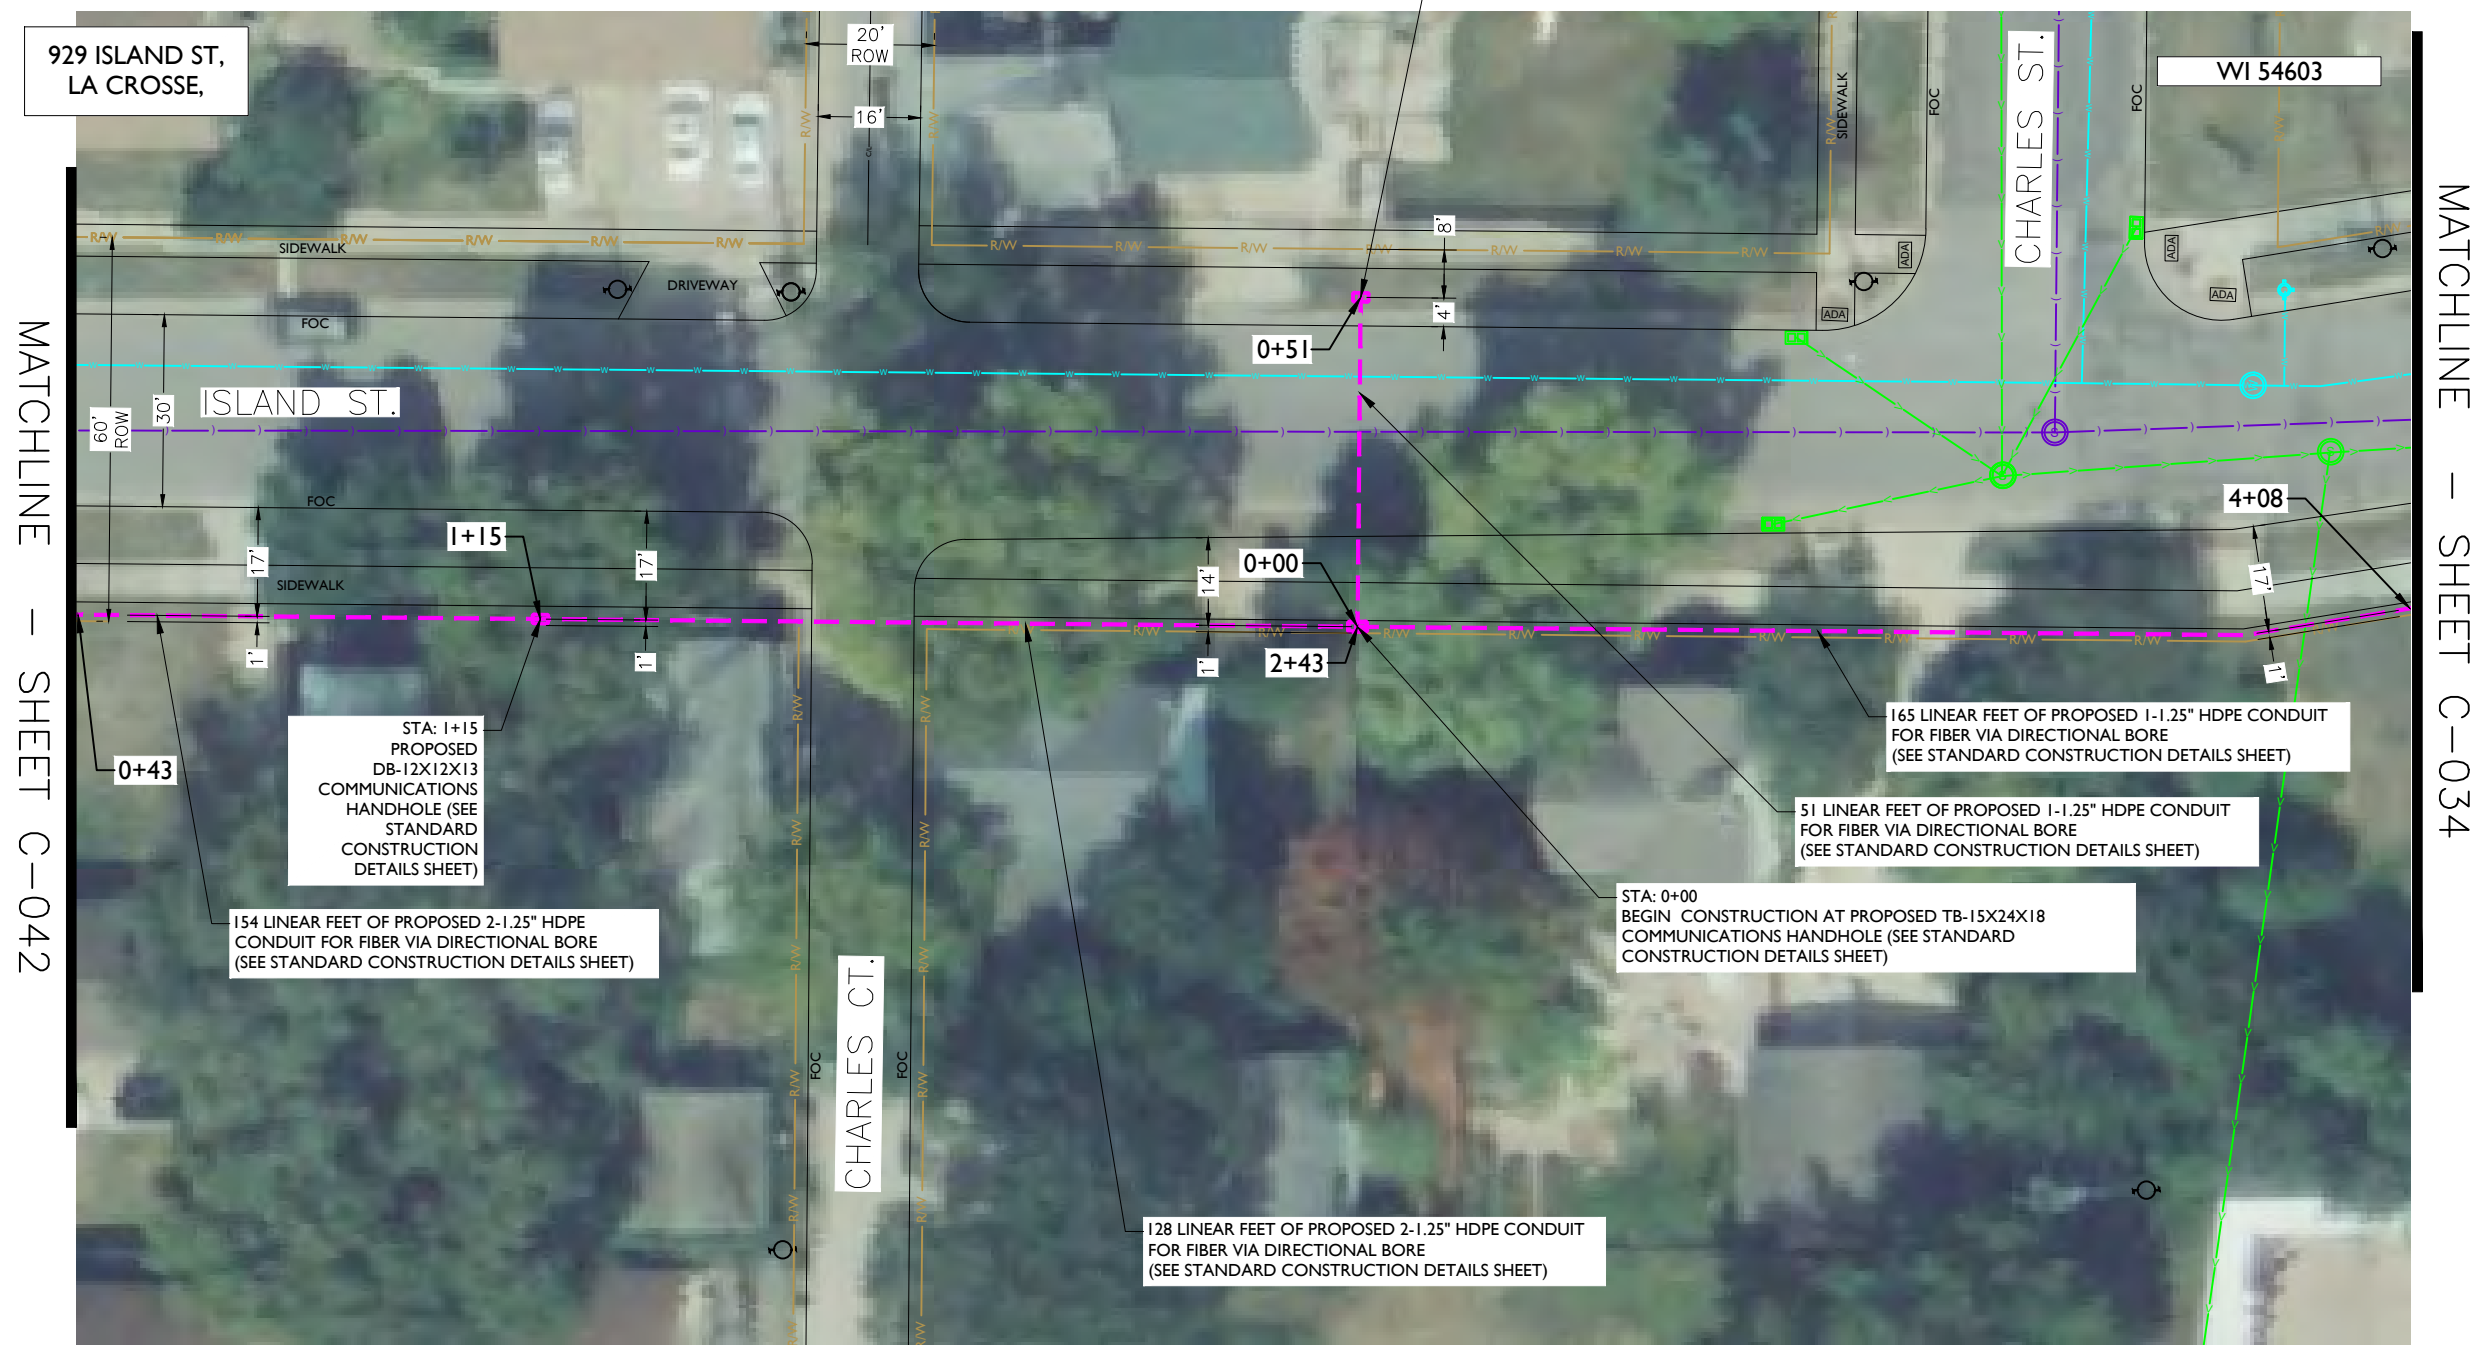 929 ISLAND ST,
LA CROSSE,
WI 54603
20'
ROW
16'
SIDEWALK
FOC
CHARLES ST.
FOC
MATCHLINE — SHEET C-042
MATCHLINE — SHEET C-034
R/W
SIDEWALK
DRIVEWAY
FOC
8'
4'
ADA
ADA
ADA
ADA
0+51
60'
ROW
30'
ISLAND ST.
FOC
17'
1+15
17'
14'
0+00
4+08
17'
SIDEWALK
1'
1'
1'
2+43
1'
0+43
STA: 1+15
PROPOSED
DB-12X12X13
COMMUNICATIONS
HANDHOLE (SEE
STANDARD
CONSTRUCTION
DETAILS SHEET)
165 LINEAR FEET OF PROPOSED 1-1.25" HDPE CONDUIT
FOR FIBER VIA DIRECTIONAL BORE
(SEE STANDARD CONSTRUCTION DETAILS SHEET)
51 LINEAR FEET OF PROPOSED 1-1.25" HDPE CONDUIT
FOR FIBER VIA DIRECTIONAL BORE
(SEE STANDARD CONSTRUCTION DETAILS SHEET)
STA: 0+00
BEGIN CONSTRUCTION AT PROPOSED TB-15X24X18
COMMUNICATIONS HANDHOLE (SEE STANDARD
CONSTRUCTION DETAILS SHEET)
154 LINEAR FEET OF PROPOSED 2-1.25" HDPE
CONDUIT FOR FIBER VIA DIRECTIONAL BORE
(SEE STANDARD CONSTRUCTION DETAILS SHEET)
FOC
CHARLES CT.
FOC
128 LINEAR FEET OF PROPOSED 2-1.25" HDPE CONDUIT
FOR FIBER VIA DIRECTIONAL BORE
(SEE STANDARD CONSTRUCTION DETAILS SHEET)